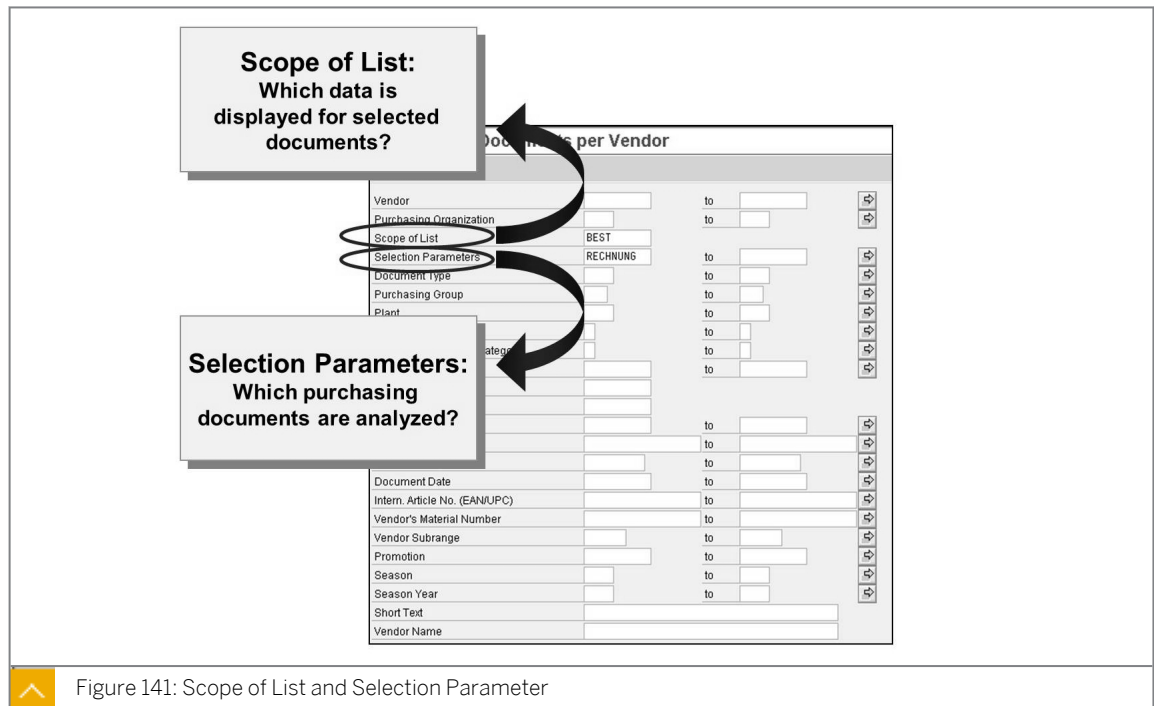 Scope of List:
Which data is
displayed for selected
documents?
per Vendor
Vendor to
Purchasing Organization to
Scope of List BEST
Selection Parameters RECHNUNG to
Document Type to
Purchasing Group to
Plant to
to
to
to
Selection Parameters:
Which purchasing
documents are analyzed?
to
to
to
Document Date to
Intern. Article No. (EAN/UPC) to
Vendor's Material Number to
Vendor Subrange to
Promotion to
Season to
Season Year to
Short Text
Vendor Name
Figure 141: Scope of List and Selection Parameter